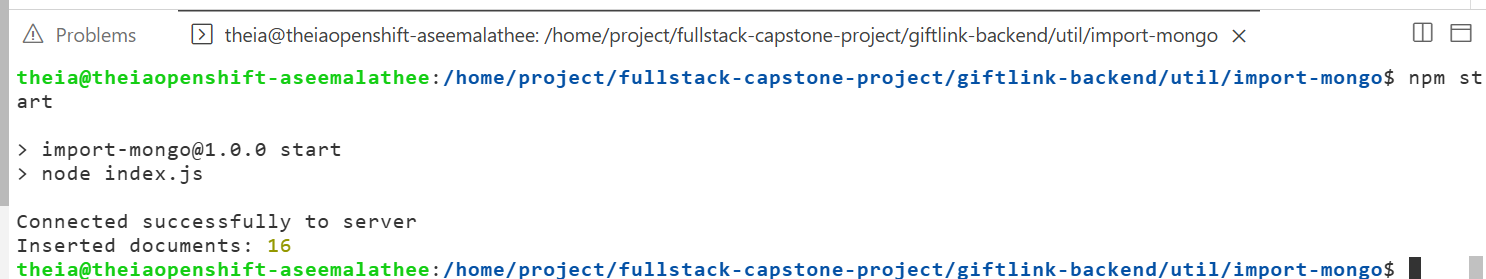 Problems
theia@theiaopenshift-aseemalathee: /home/project/fullstack-capstone-project/giftlink-backend/util/import-mongo
theia@theiaopenshift-aseemalathee:/home/project/fullstack-capstone-project/giftlink-backend/util/import-mongo$ npm st
art
> import-mongo@1.0.0 start
> node index.js
Connected successfully to server
Inserted documents: 16
theia@theiaopenshift-aseemalathee:/home/project/fullstack-capstone-project/giftlink-backend/util/import-mongo$